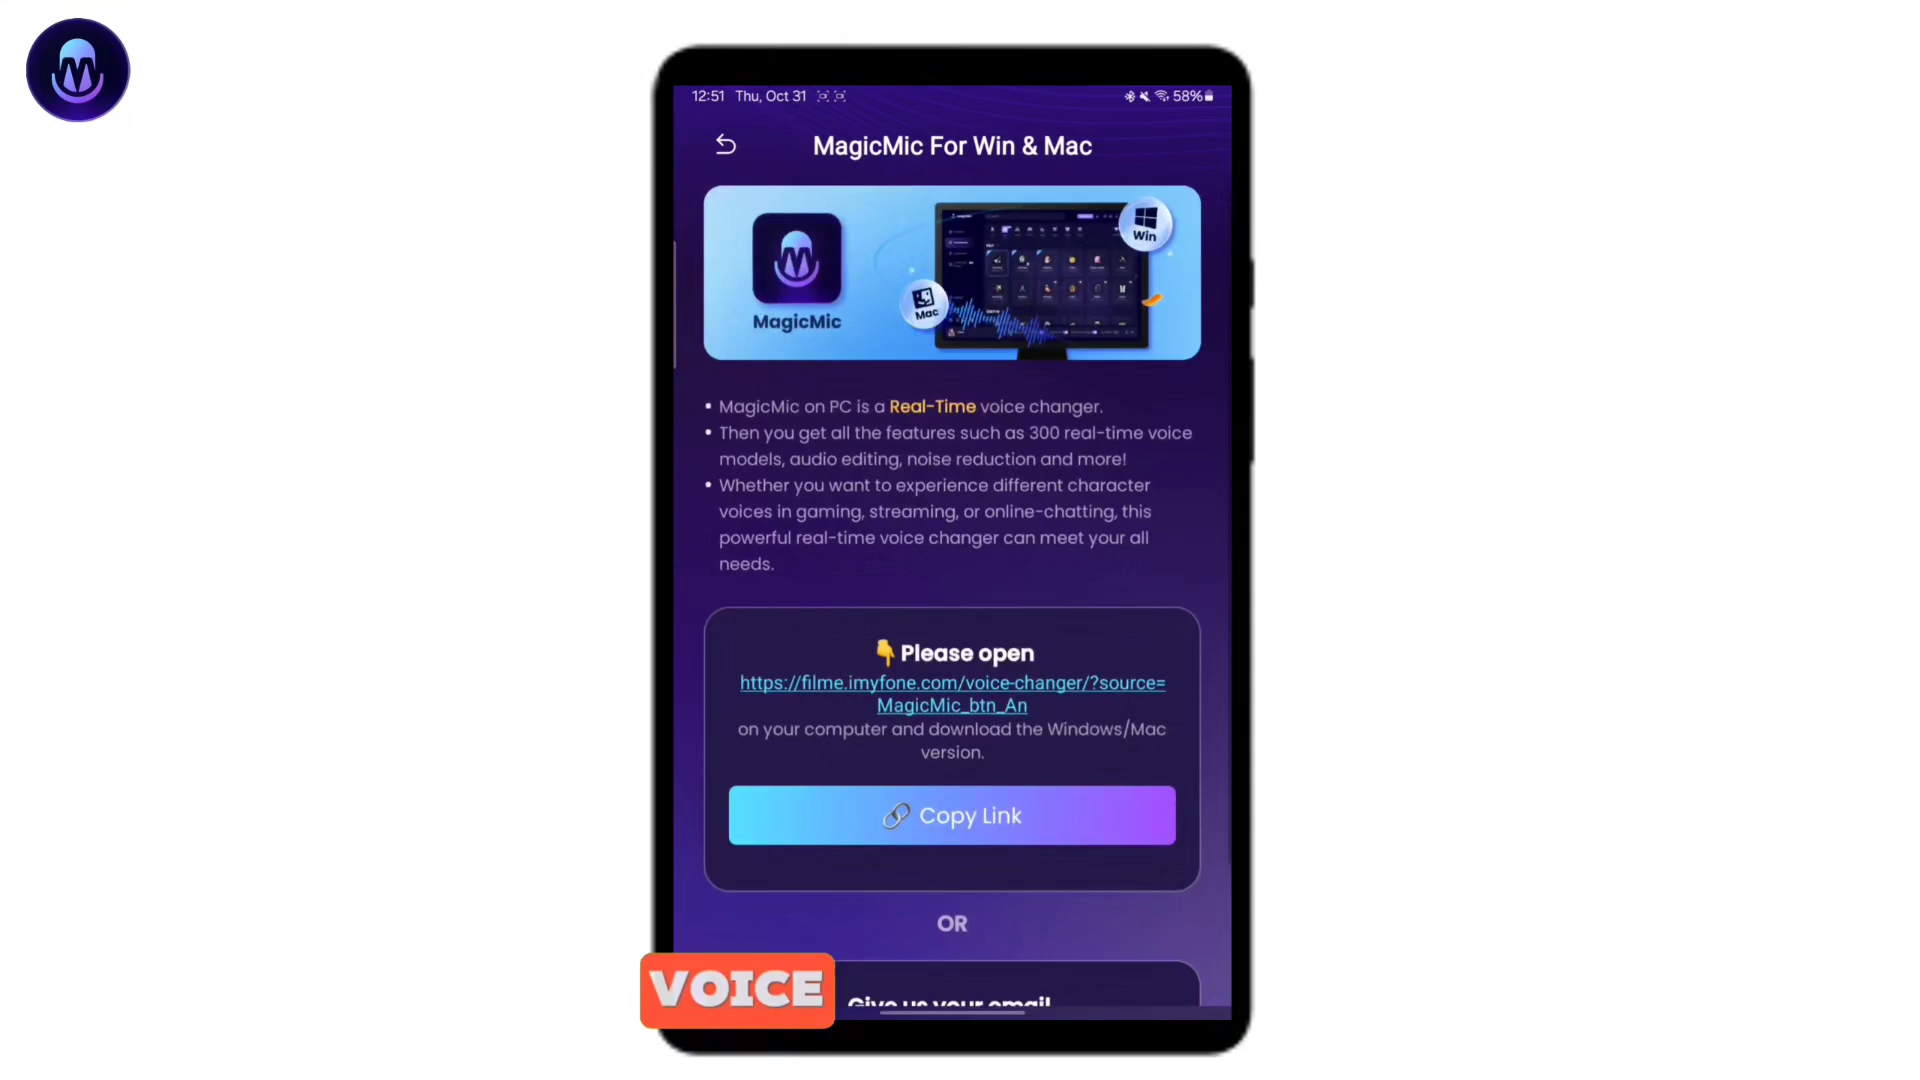 12:51 Thu, Oct 31
58%
MagicMic For Win & Mac
Win
Mac
MagicMic
• MagicMic on PC is a Real-Time voice changer.
• Then you get all the features such as 300 real-time voice
models, audio editing, noise reduction and more!
• Whether you want to experience different character
voices in gaming, streaming, or online-chatting, this
powerful real-time voice changer can meet your all
needs.
👇Please open
https://filme.imyfone.com/voice-changer/?source=
MagicMic_btn_An
on your computer and download the Windows/Mac
version.
Copy Link
OR
VOICE
Give us your email